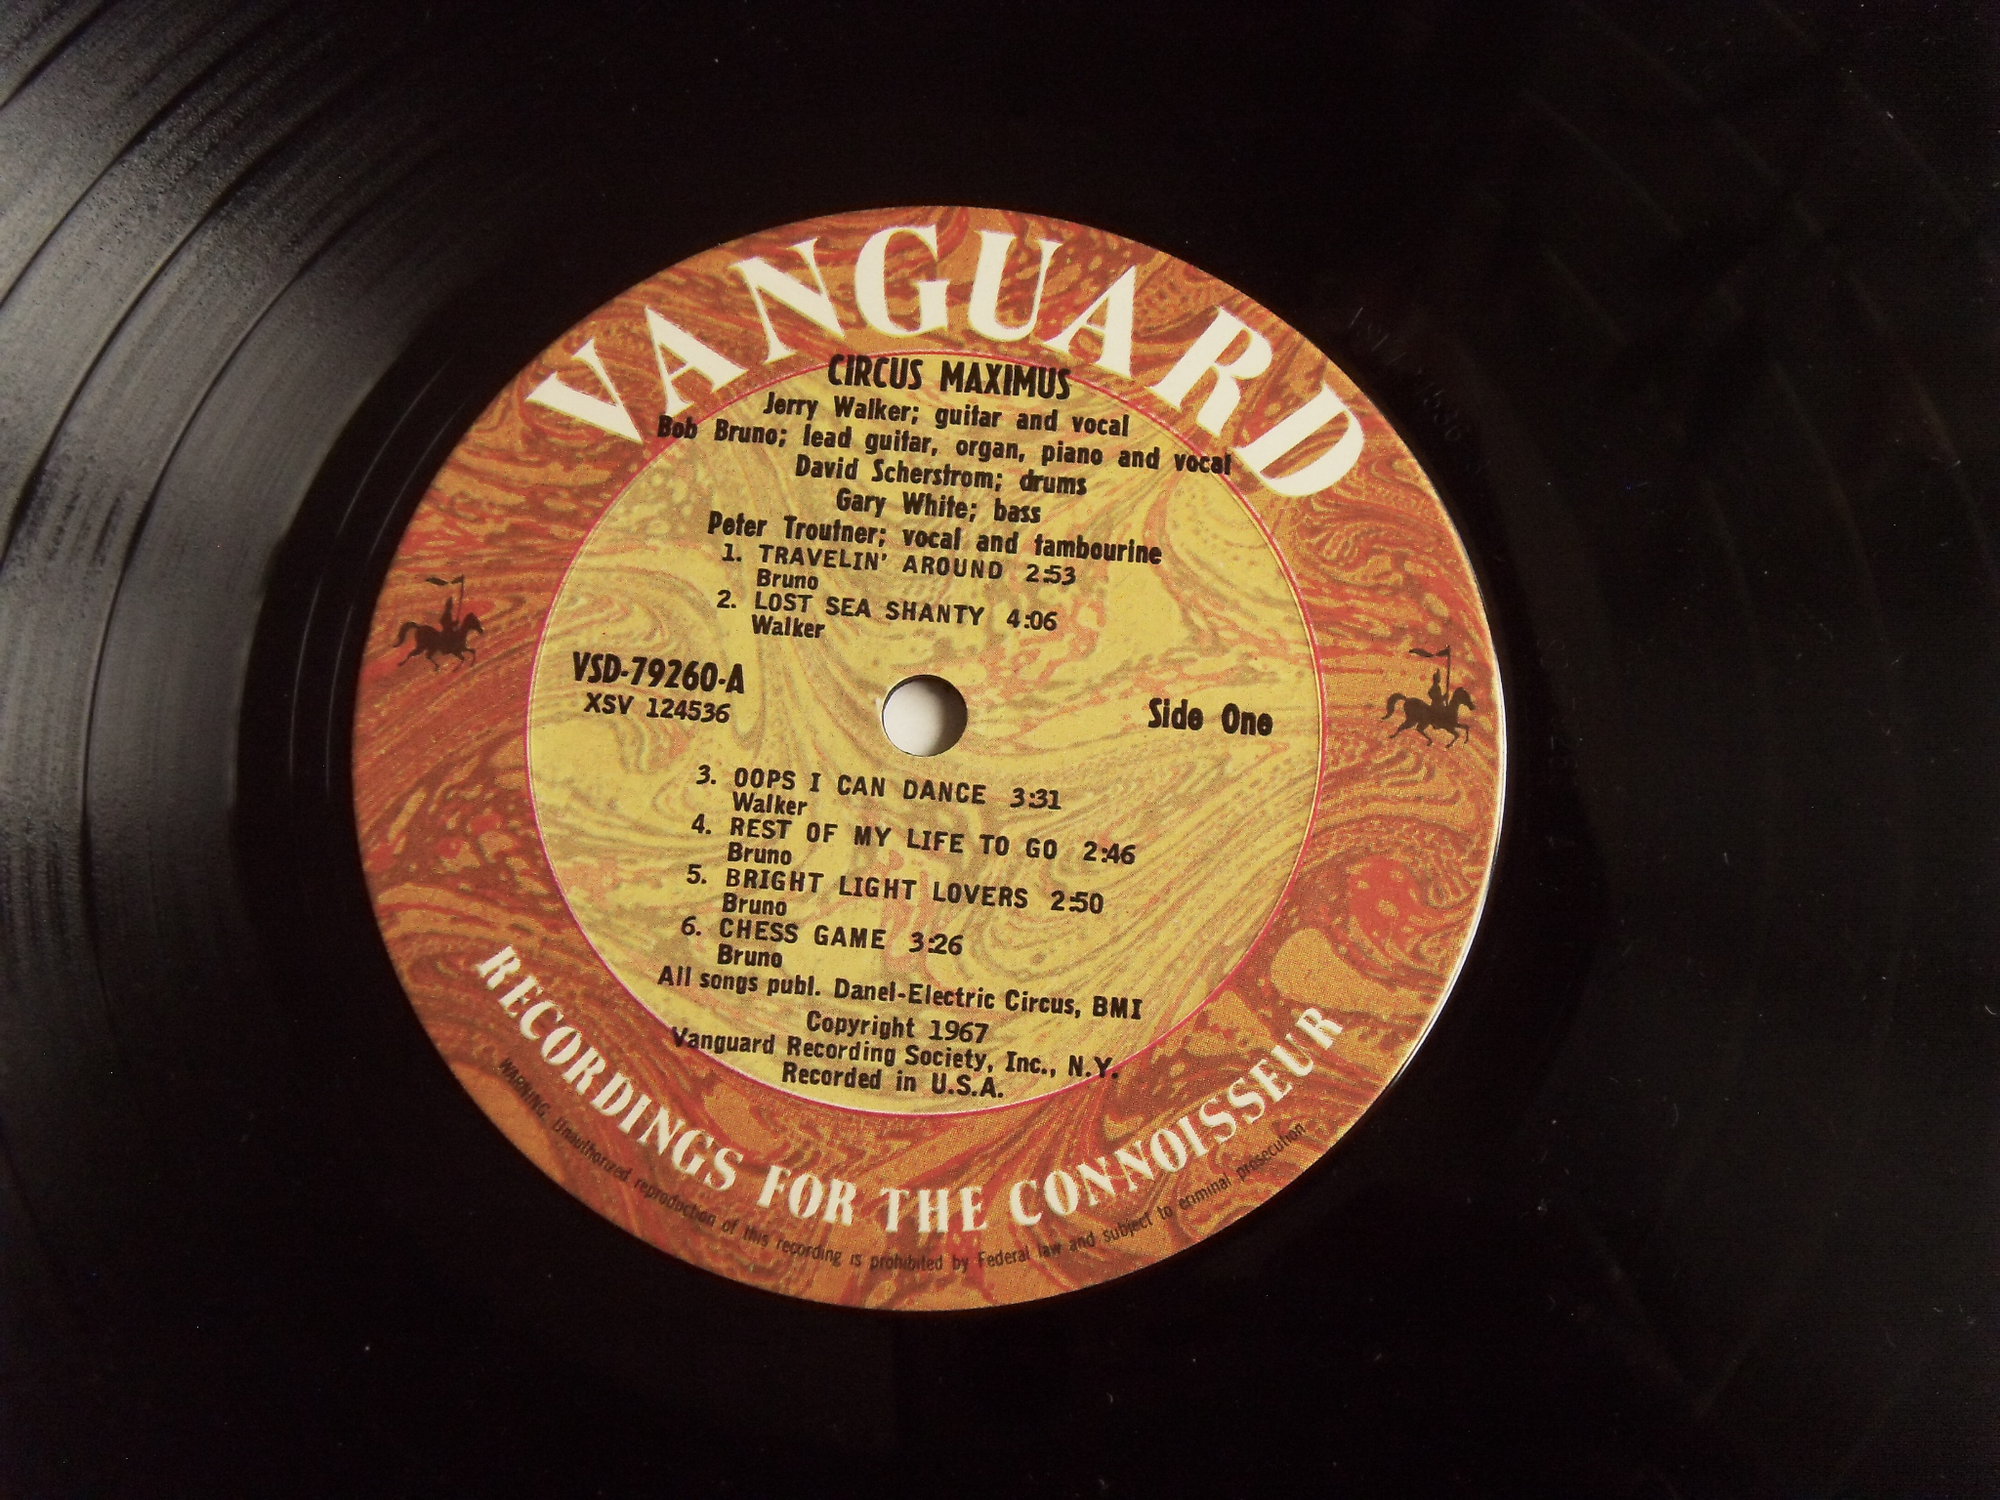 VANGUARD
CIRCUS MAXIMUS
Jerry Walker; guitar and vocal
Bob Bruno; lead guitar, organ, piano and vocal
David Scherstrom; drums
Gary White; bass
Peter Troutner; vocal and tambourine
1. TRAVELIN' AROUND 2:53
Bruno
2. LOST SEA SHANTY 4:06
Walker
VSD-79260-A
XSV 124536
Side One
3. OOPS I CAN DANCE 3:31
Walker
4. REST OF MY LIFE TO GO 2:46
Bruno
5. BRIGHT LIGHT LOVERS 2:50
Bruno
6. CHESS GAME 3:26
Bruno
All songs publ. Danel-Electric Circus, BMI
Copyright 1967
Vanguard Recording Society, Inc., N.Y.
Recorded in U.S.A.
RECORDINGS FOR THE CONNOISSEUR
WARNING. Unauthorized reproduction of this recording is prohibited by Federal law and subject to criminal prosecution